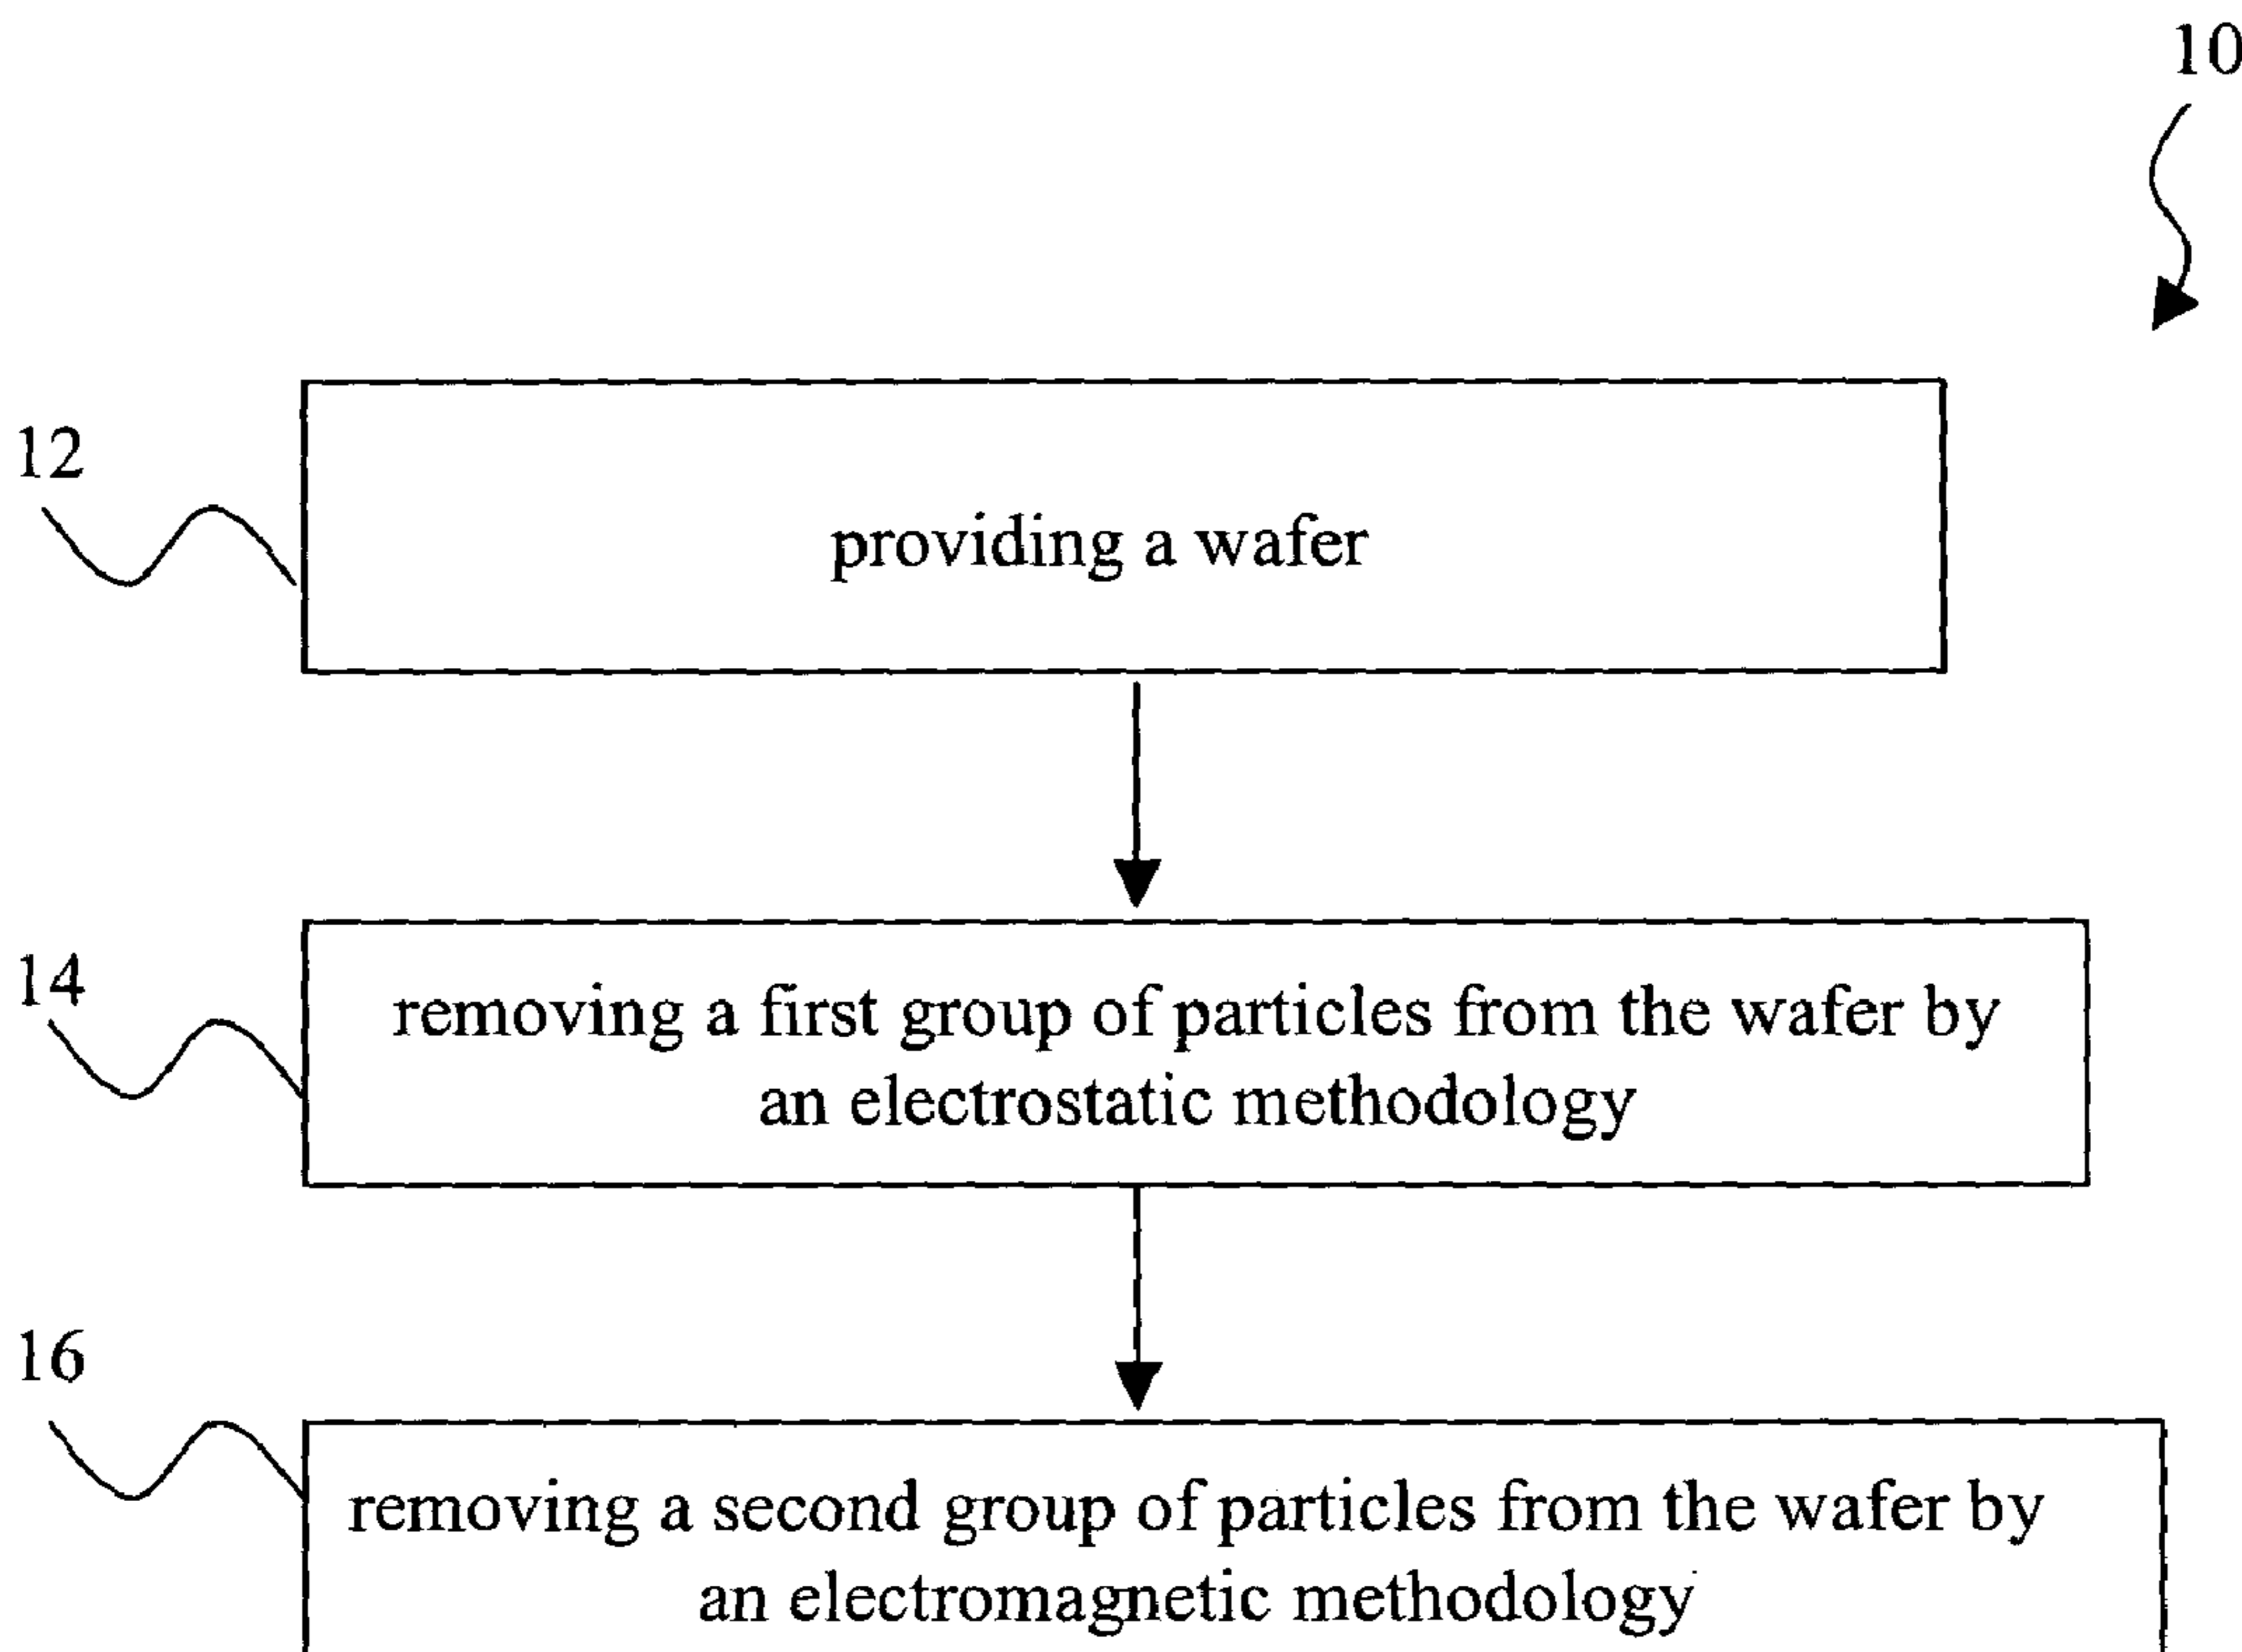 10
12
providing a wafer
14
removing a first group of particles from the wafer by
an electrostatic methodology
16
removing a second group of particles from the wafer by
an electromagnetic methodology